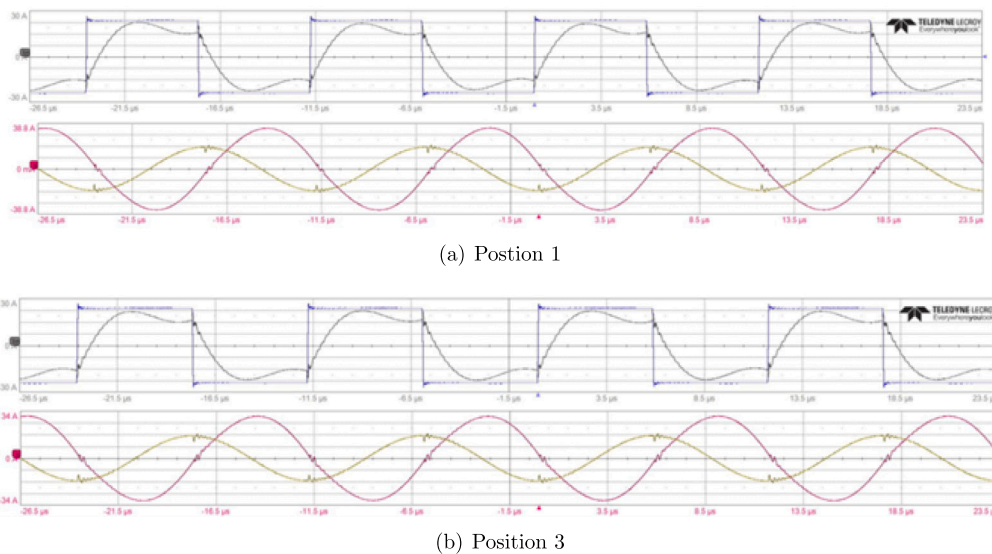 30 A
TELEDYNE LECROY
Everywhereyoulook
0
-30 A
-26.5 µs -21.5 µs -16.5 µs -11.5 µs -6.5 µs -1.5 µs 3.5 µs 8.5 µs 13.5 µs 18.5 µs 23.5 µs
36.8 A
0 m
-36.8 A
-26.5 µs -21.5 µs -16.5 µs -11.5 µs -6.5 µs -1.5 µs 3.5 µs 8.5 µs 13.5 µs 18.5 µs 23.5 µs
(a) Postion 1
30 A
TELEDYNE LECROY
Everywhereyoulook
0
30 A
-26.5 µs -21.5 µs -16.5 µs -11.5 µs -6.5 µs -1.5 µs 3.5 µs 8.5 µs 13.5 µs 18.5 µs 23.5 µs
34 A
0
-34 A
-26.5 µs -21.5 µs -16.5 µs -11.5 µs -6.5 µs -1.5 µs 3.5 µs 8.5 µs 13.5 µs 18.5 µs 23.5 µs
(b) Position 3